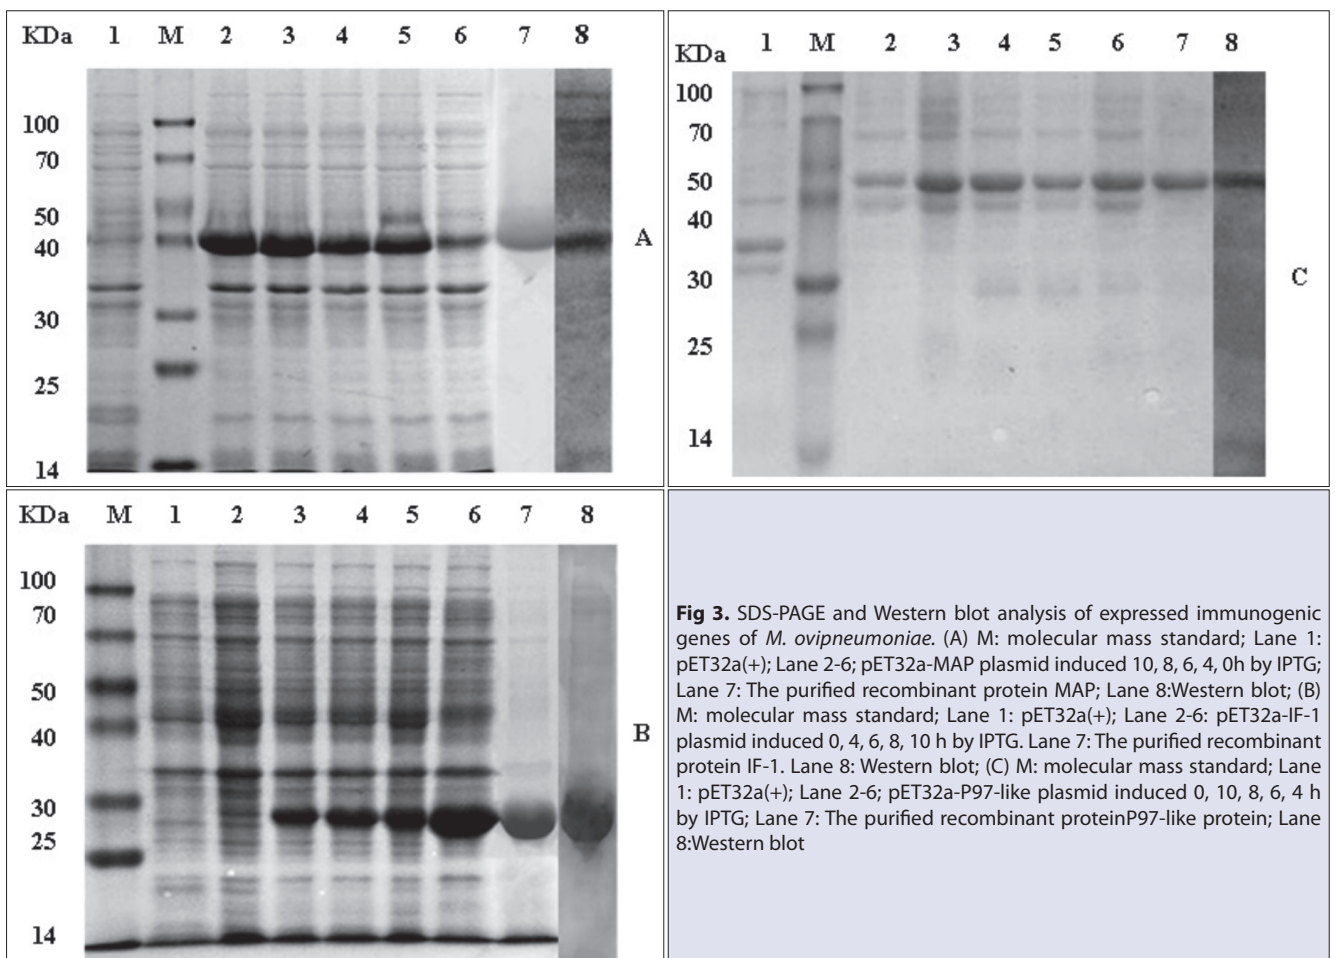 KDa 1 M 2 3 4 5 6 7 8
100
70
50
40
30
25
14
A
KDa 1 M 2 3 4 5 6 7 8
100
70
50
40
30
25
14
C
KDa M 1 2 3 4 5 6 7 8
100
70
50
40
30
25
14
B
Fig 3. SDS-PAGE and Western blot analysis of expressed immunogenic
genes of M. ovipneumoniae. (A) M: molecular mass standard; Lane 1:
pET32a(+); Lane 2-6; pET32a-MAP plasmid induced 10, 8, 6, 4, 0h by IPTG;
Lane 7: The purified recombinant protein MAP; Lane 8:Western blot; (B)
M: molecular mass standard; Lane 1: pET32a(+); Lane 2-6: pET32a-IF-1
plasmid induced 0, 4, 6, 8, 10 h by IPTG. Lane 7: The purified recombinant
protein IF-1. Lane 8: Western blot; (C) M: molecular mass standard; Lane
1: pET32a(+); Lane 2-6; pET32a-P97-like plasmid induced 0, 10, 8, 6, 4 h
by IPTG; Lane 7: The purified recombinant proteinP97-like protein; Lane
8:Western blot